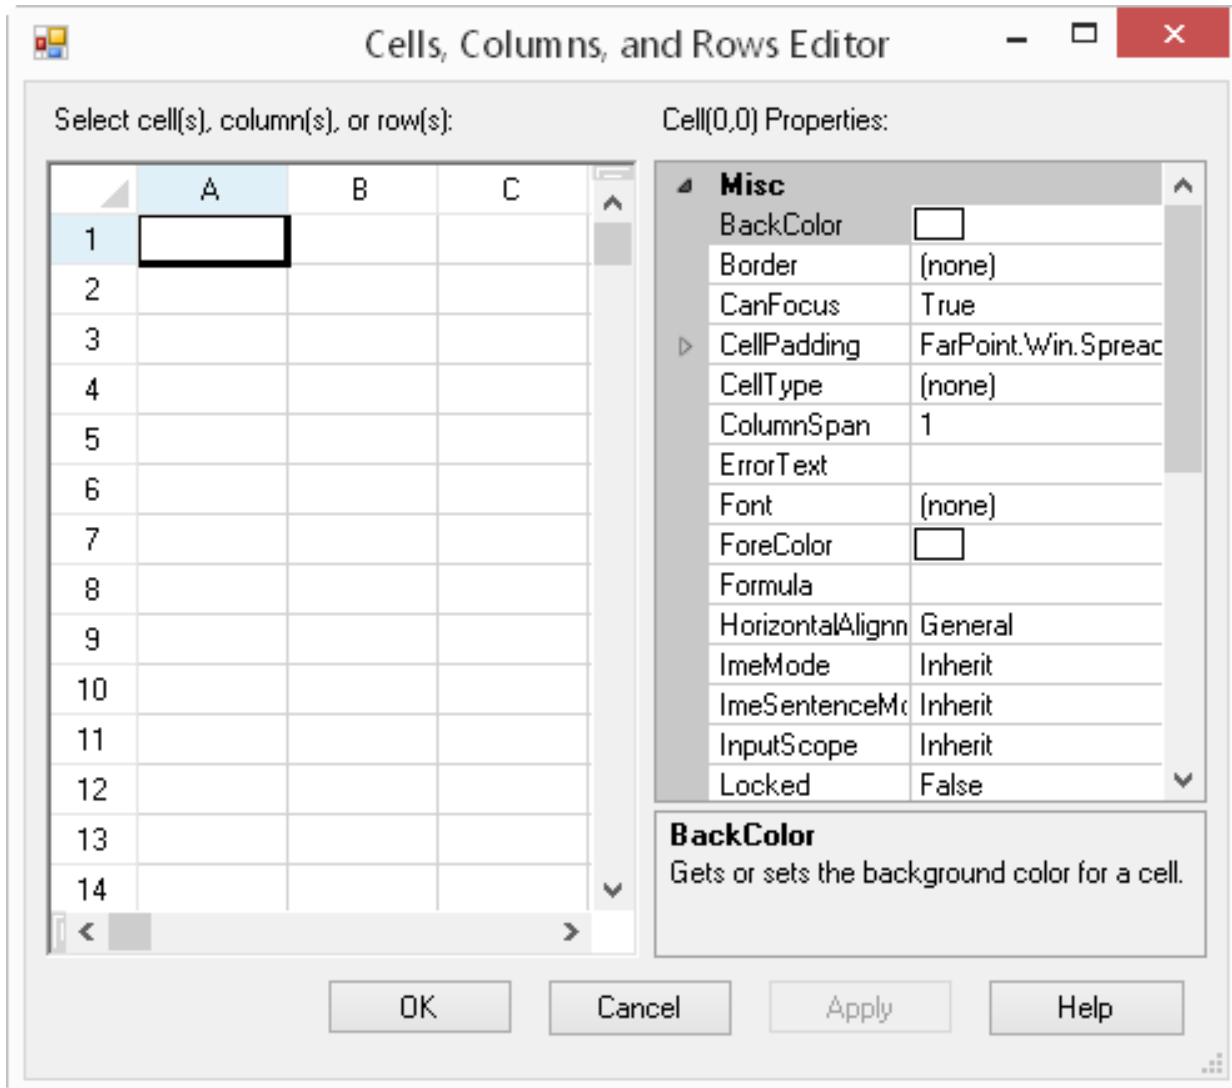 Cells, Columns, and Rows Editor
Select cell(s), column(s), or row(s):
A B C
1
2
3
4
5
6
7
8
9
10
11
12
13
14
Cell(0,0) Properties:
Misc
BackColor
Border (none)
CanFocus True
CellPadding FarPoint.Win.Spread
CellType (none)
ColumnSpan 1
ErrorText
Font (none)
ForeColor
Formula
HorizontalAlignm General
ImeMode Inherit
ImeSentenceMo Inherit
InputScope Inherit
Locked False
BackColor
Gets or sets the background color for a cell.
OK Cancel Apply Help